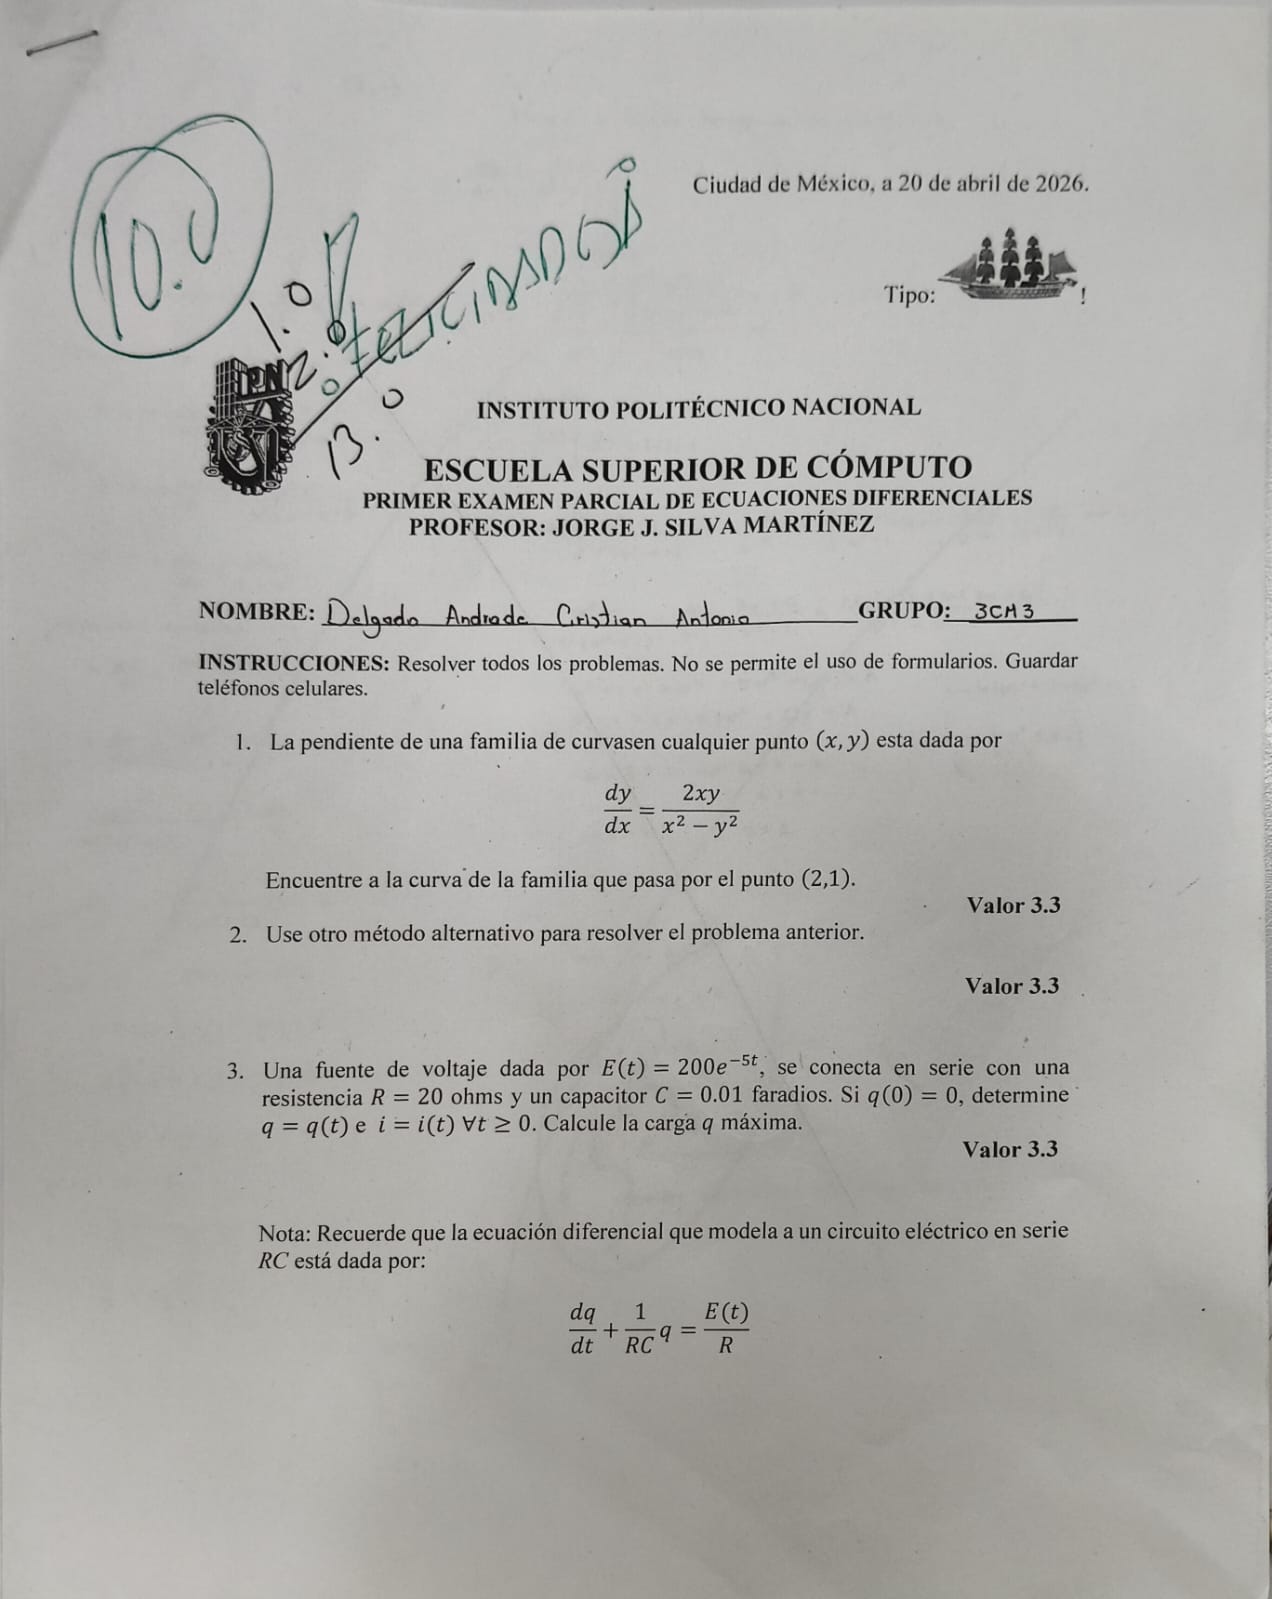 Ciudad de México, a 20 de abril de 2026.
Tipo: !
10.0
1.0
2.0
13.0
FELICIDADES
IPN
INSTITUTO POLITÉCNICO NACIONAL
ESCUELA SUPERIOR DE CÓMPUTO
PRIMER EXAMEN PARCIAL DE ECUACIONES DIFERENCIALES
PROFESOR: JORGE J. SILVA MARTÍNEZ
NOMBRE: Delgado Andrade Cristian Antonio GRUPO: 3CM3
INSTRUCCIONES: Resolver todos los problemas. No se permite el uso de formularios. Guardar
teléfonos celulares.
1. La pendiente de una familia de curvasen cualquier punto (x, y) esta dada por
dy/dx = 2xy/(x² − y²)
Encuentre a la curva de la familia que pasa por el punto (2,1).
Valor 3.3
2. Use otro método alternativo para resolver el problema anterior.
Valor 3.3
3. Una fuente de voltaje dada por E(t) = 200e⁻⁵ᵗ, se conecta en serie con una
resistencia R = 20 ohms y un capacitor C = 0.01 faradios. Si q(0) = 0, determine
q = q(t) e i = i(t) ∀t ≥ 0. Calcule la carga q máxima.
Valor 3.3
Nota: Recuerde que la ecuación diferencial que modela a un circuito eléctrico en serie
RC está dada por:
dq/dt + 1/RC q = E(t)/R